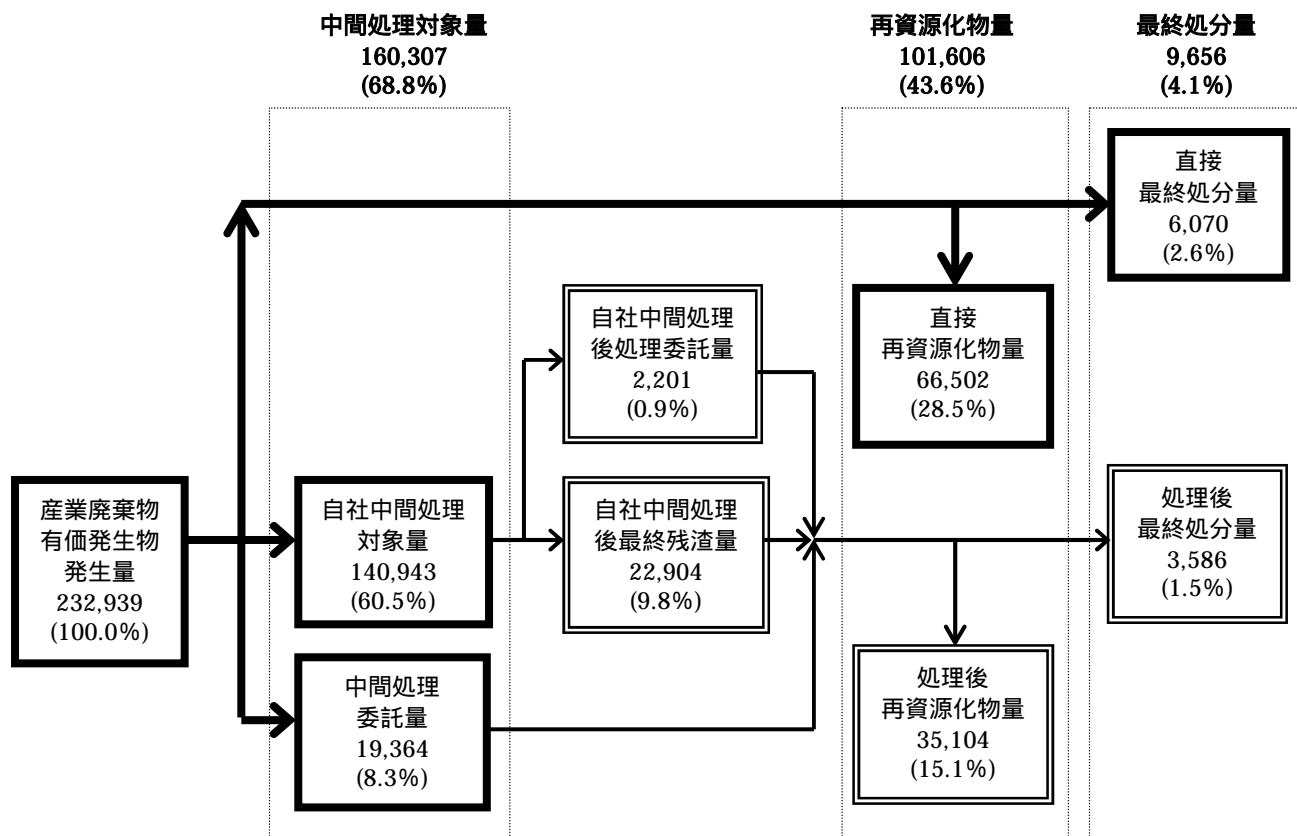 中間処理対象量
160,307
(68.8%)
再資源化物量
101,606
(43.6%)
最終処分量
9,656
(4.1%)
直接
最終処分量
6,070
(2.6%)
自社中間処理
後処理委託量
2,201
(0.9%)
直接
再資源化物量
66,502
(28.5%)
産業廃棄物
有価発生物
発生量
232,939
(100.0%)
自社中間処理
対象量
140,943
(60.5%)
自社中間処理
後最終残渣量
22,904
(9.8%)
処理後
最終処分量
3,586
(1.5%)
中間処理
委託量
19,364
(8.3%)
処理後
再資源化物量
35,104
(15.1%)